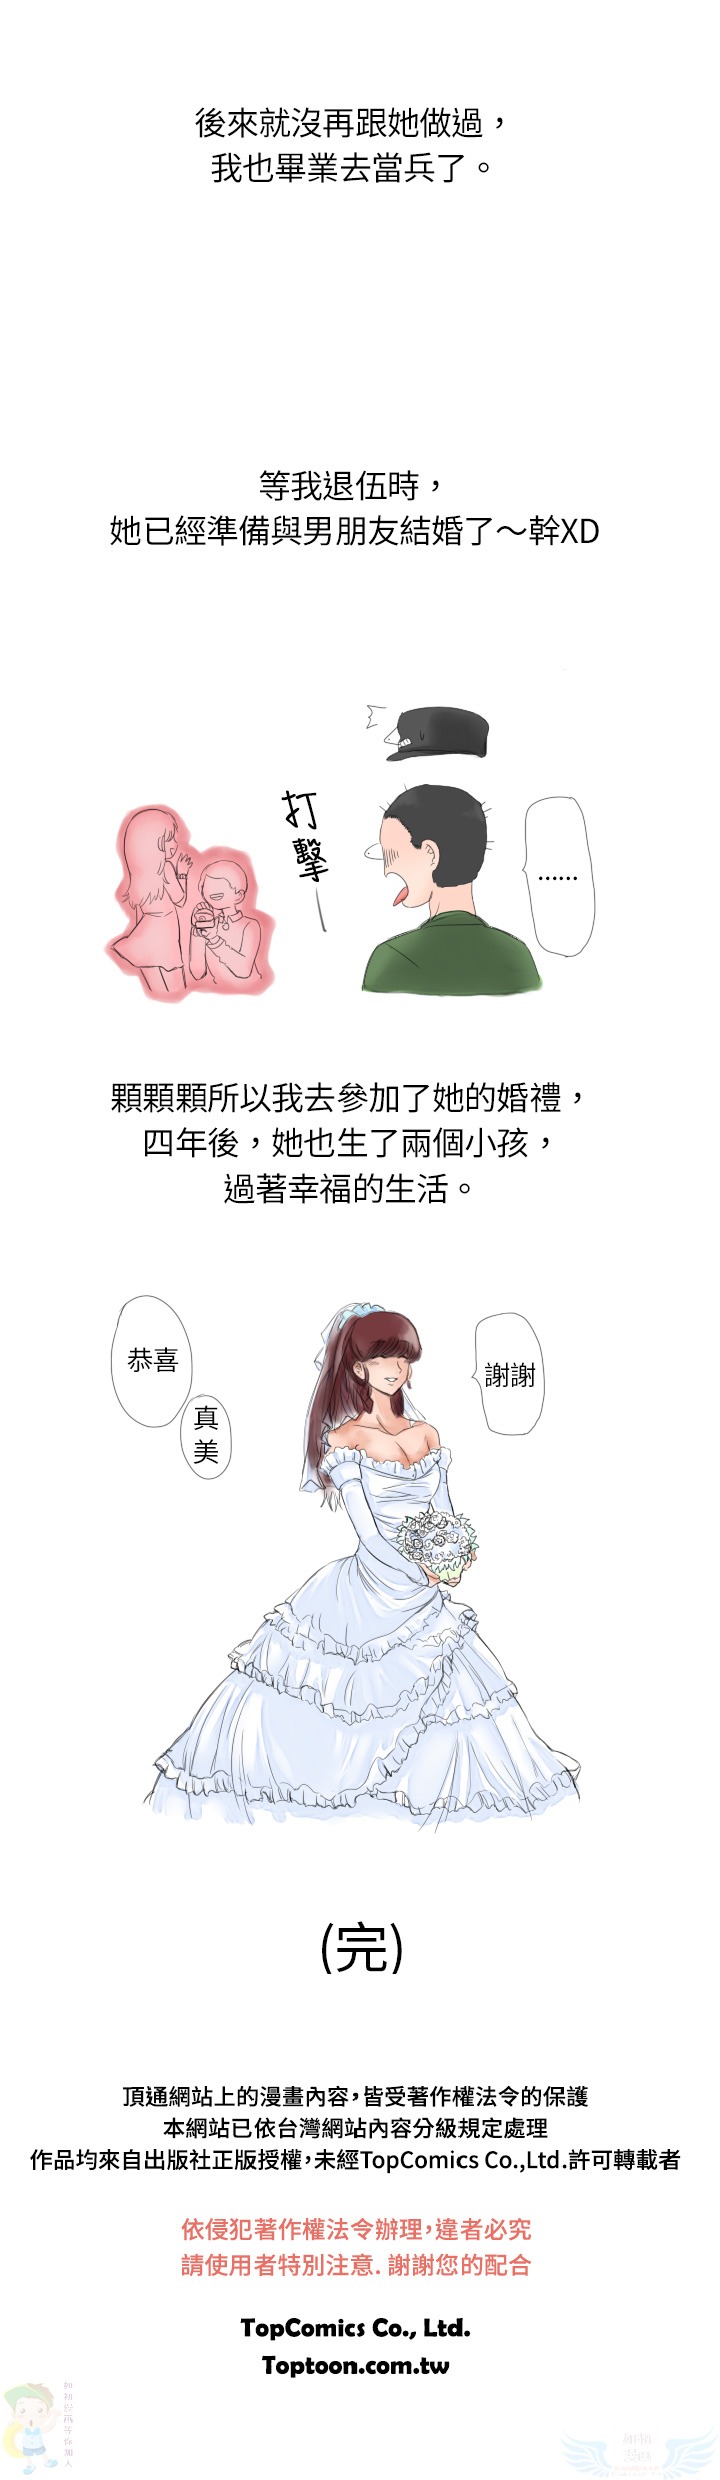 後來就沒再跟她做過，
我也畢業去當兵了。
等我退伍時，
她已經準備與男朋友結婚了～幹XD
打擊
......
顆顆顆所以我去參加了她的婚禮，
四年後，她也生了兩個小孩，
過著幸福的生活。
恭喜
真美
謝謝
(完)
頂通網站上的漫畫內容，皆受著作權法令的保護
本網站已依台灣網站內容分級規定處理
作品均來自出版社正版授權，未經TopComics Co.,Ltd.許可轉載者
依侵犯著作權法令辦理，違者必究
請使用者特別注意. 謝謝您的配合
TopComics Co., Ltd.
Toptoon.com.tw